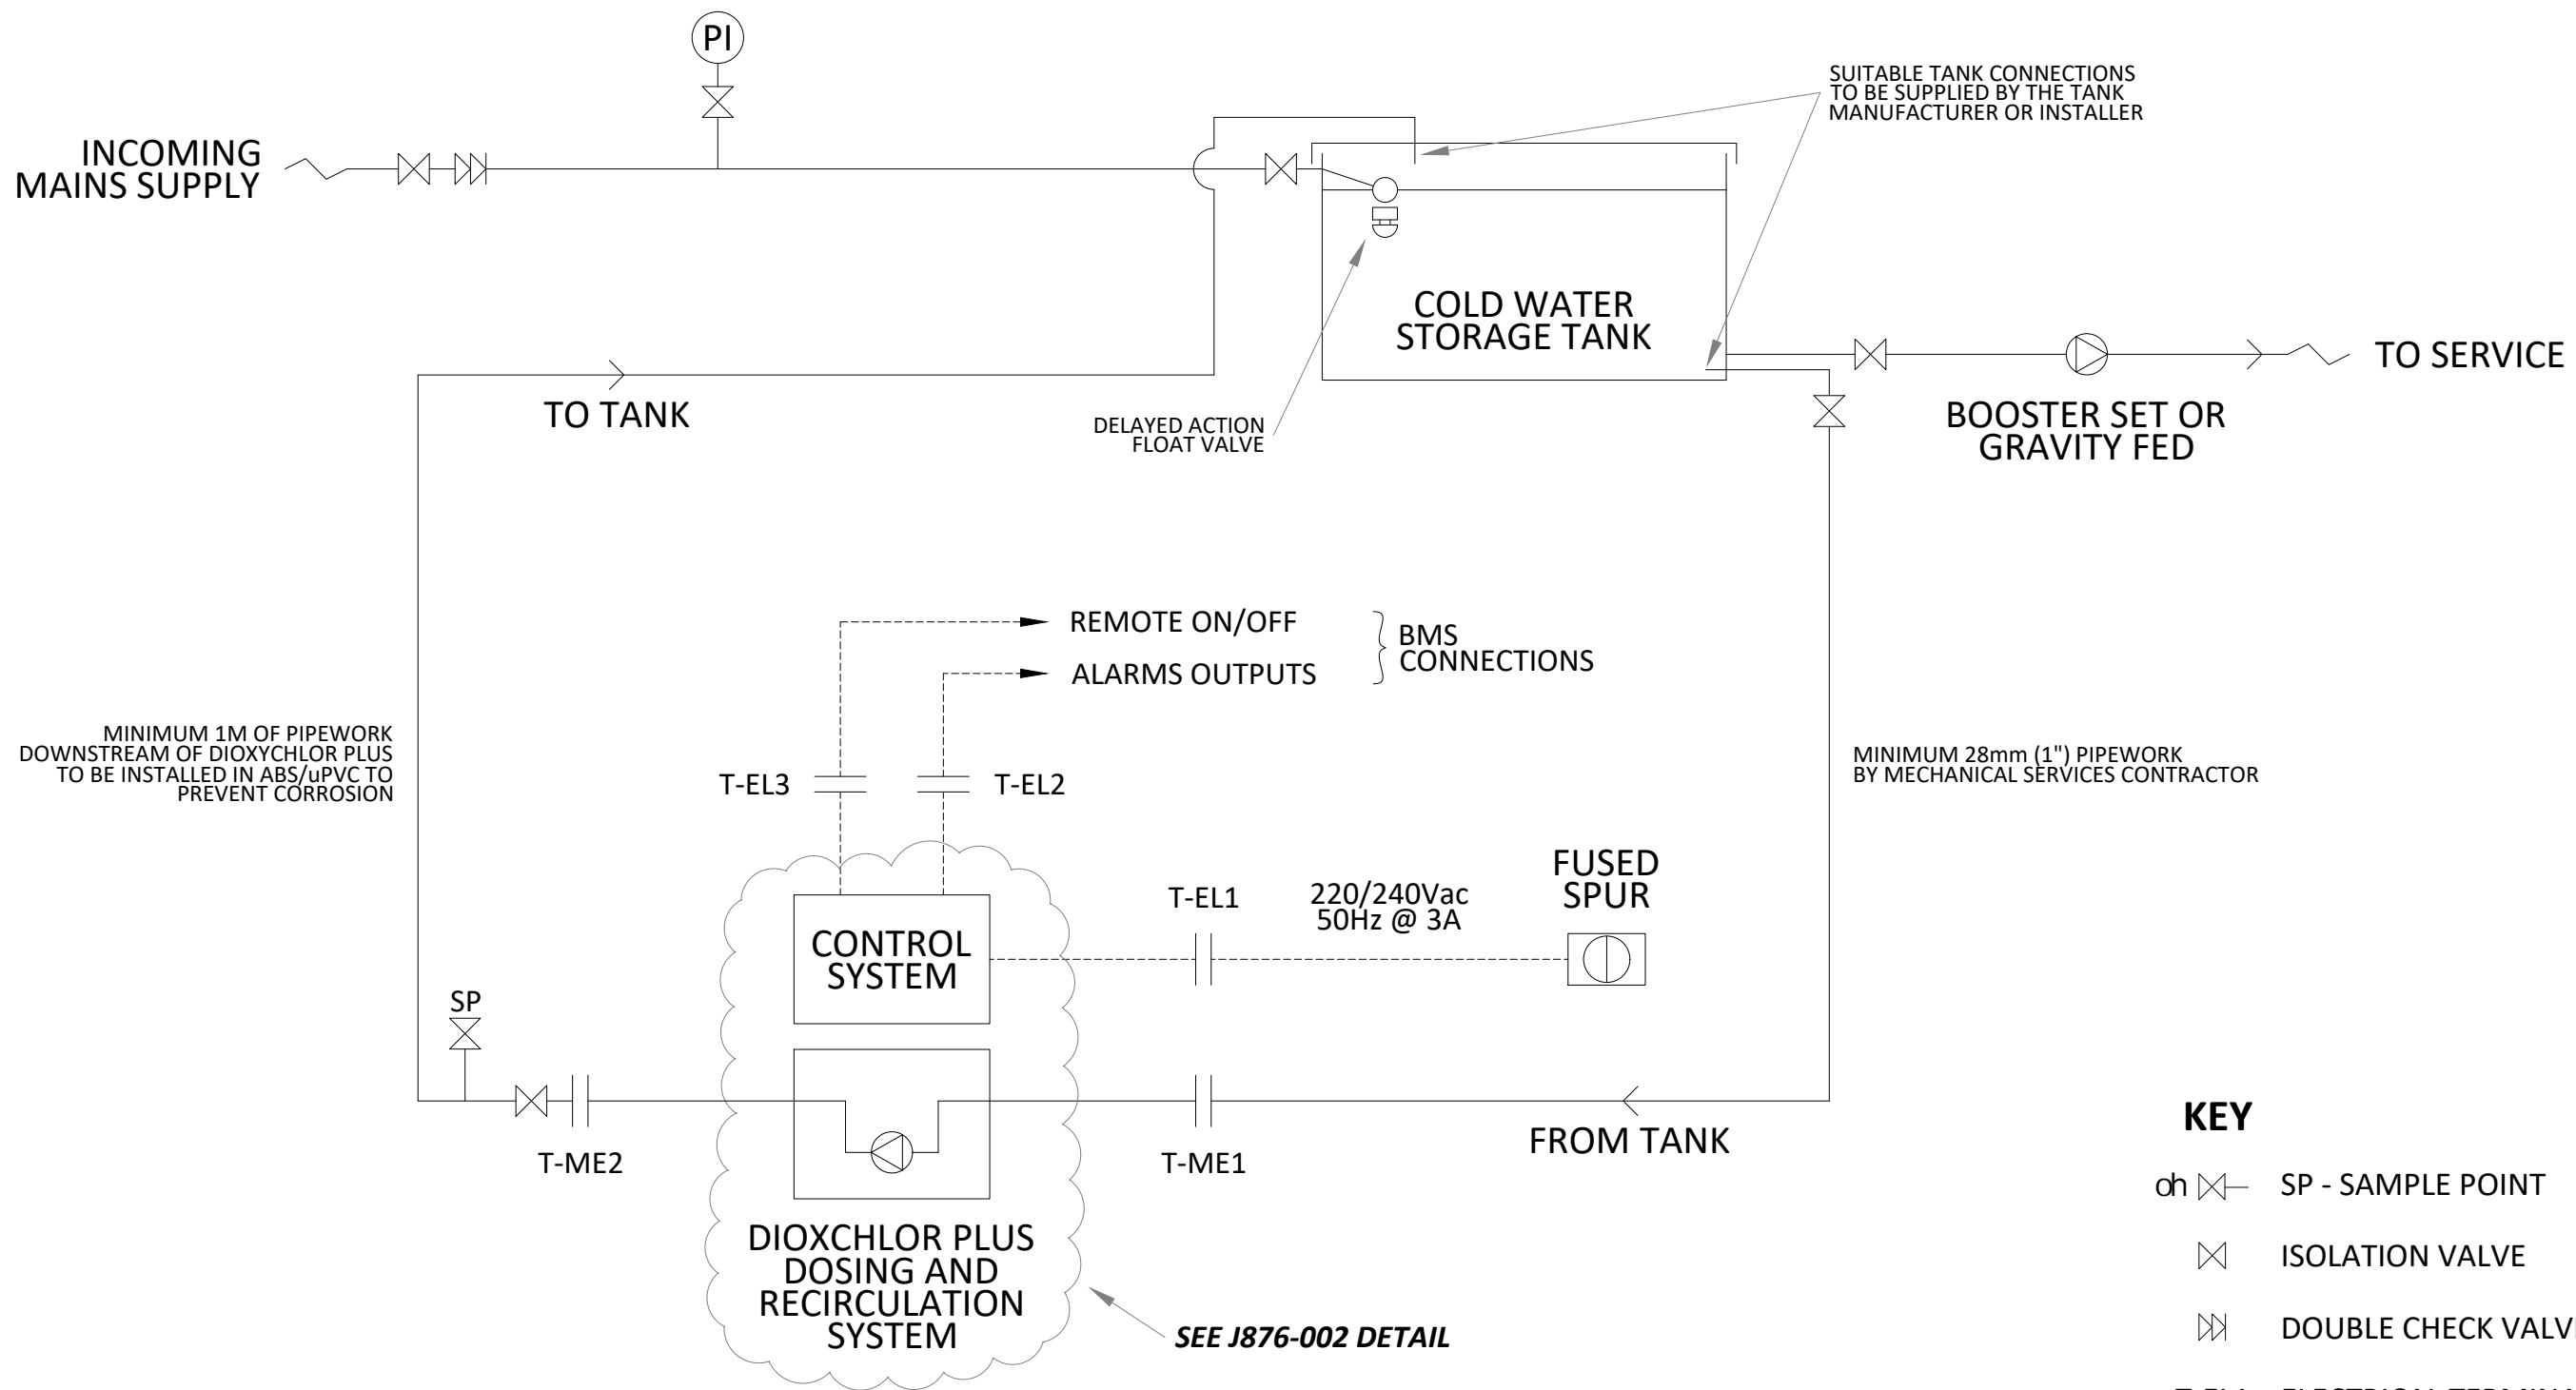 PI
SUITABLE TANK CONNECTIONS
TO BE SUPPLIED BY THE TANK
MANUFACTURER OR INSTALLER
INCOMING
MAINS SUPPLY
COLD WATER
STORAGE TANK
TO SERVICE
TO TANK
DELAYED ACTION
FLOAT VALVE
BOOSTER SET OR
GRAVITY FED
REMOTE ON/OFF
ALARMS OUTPUTS
BMS
CONNECTIONS
MINIMUM 1M OF PIPEWORK
DOWNSTREAM OF DIOXYCHLOR PLUS
TO BE INSTALLED IN ABS/uPVC TO
PREVENT CORROSION
T-EL3
T-EL2
MINIMUM 28mm (1") PIPEWORK
BY MECHANICAL SERVICES CONTRACTOR
T-EL1
220/240Vac
50Hz @ 3A
FUSED
SPUR
CONTROL
SYSTEM
SP
T-ME2
T-ME1
FROM TANK
DIOXCHLOR PLUS
DOSING AND
RECIRCULATION
SYSTEM
SEE J876-002 DETAIL
KEY
oh SP - SAMPLE POINT
ISOLATION VALVE
DOUBLE CHECK VALV